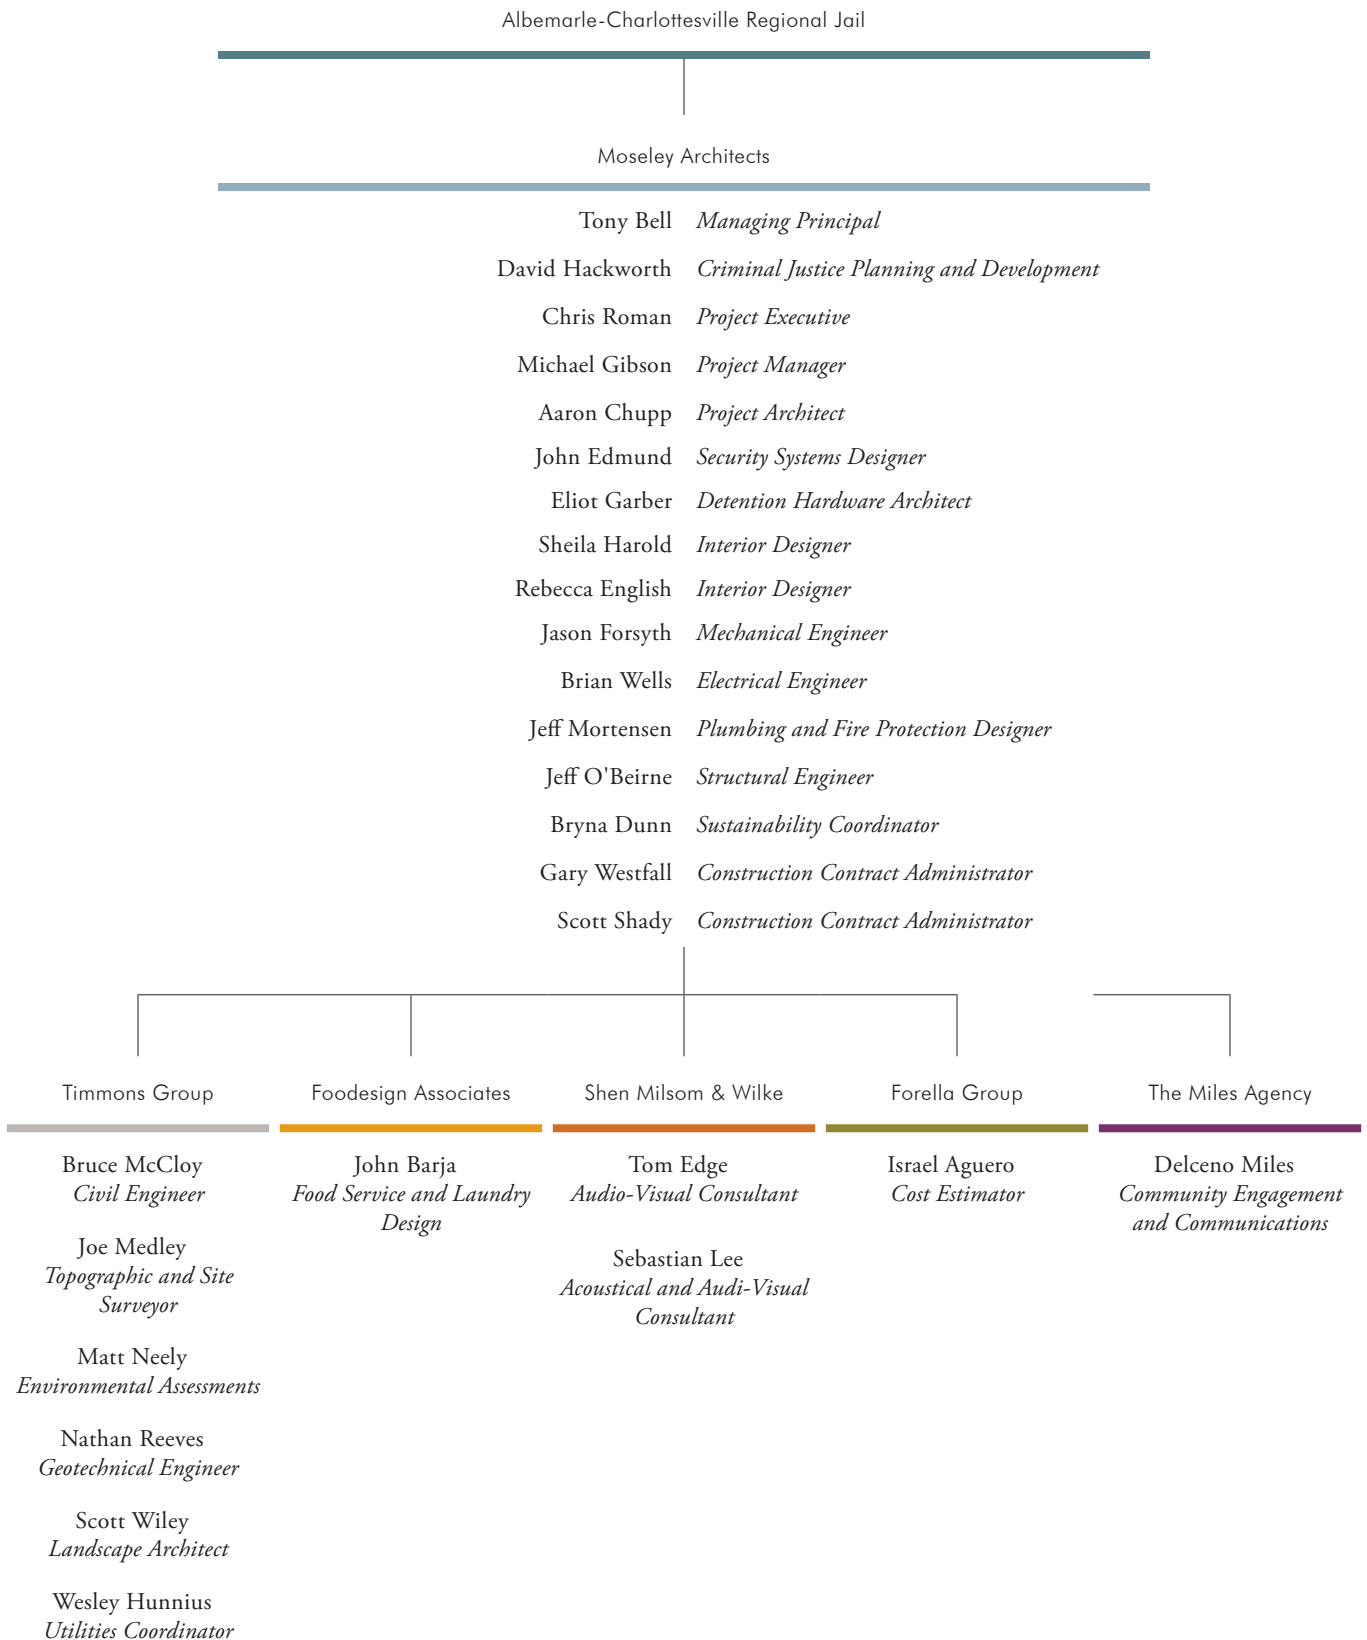 Albemarle-Charlottesville Regional Jail
Moseley Architects
Tony Bell Managing Principal
David Hackworth Criminal Justice Planning and Development
Chris Roman Project Executive
Michael Gibson Project Manager
Aaron Chupp Project Architect
John Edmund Security Systems Designer
Eliot Garber Detention Hardware Architect
Sheila Harold Interior Designer
Rebecca English Interior Designer
Jason Forsyth Mechanical Engineer
Brian Wells Electrical Engineer
Jeff Mortensen Plumbing and Fire Protection Designer
Jeff O'Beirne Structural Engineer
Bryna Dunn Sustainability Coordinator
Gary Westfall Construction Contract Administrator
Scott Shady Construction Contract Administrator
Timmons Group
Bruce McCloy
Civil Engineer
Joe Medley
Topographic and Site
Surveyor
Matt Neely
Environmental Assessments
Nathan Reeves
Geotechnical Engineer
Scott Wiley
Landscape Architect
Wesley Hunnius
Utilities Coordinator
Foodesign Associates
John Barja
Food Service and Laundry
Design
Shen Milsom & Wilke
Tom Edge
Audio-Visual Consultant
Sebastian Lee
Acoustical and Audi-Visual
Consultant
Forella Group
Israel Aguero
Cost Estimator
The Miles Agency
Delceno Miles
Community Engagement
and Communications